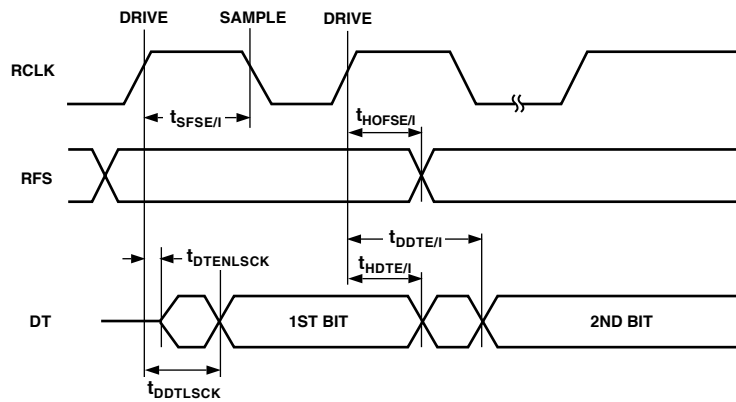 DRIVE SAMPLE DRIVE
RCLK
tSFSE/I
tHOFSE/I
RFS
tDDTE/I
tDTENLSCK
tHDTE/I
DT
1ST BIT
2ND BIT
tDDTLSCK